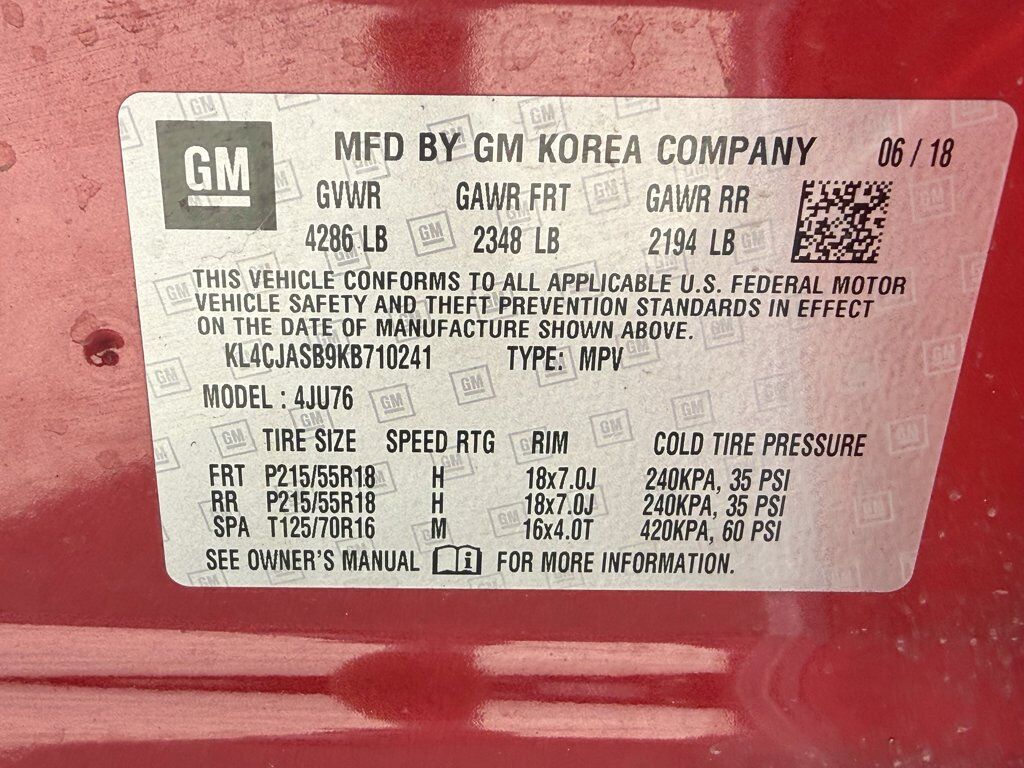 GM
MFD BY GM KOREA COMPANY 06 / 18
GVWR GAWR FRT GAWR RR
4286 LB 2348 LB 2194 LB
THIS VEHICLE CONFORMS TO ALL APPLICABLE U.S. FEDERAL MOTOR
VEHICLE SAFETY AND THEFT PREVENTION STANDARDS IN EFFECT
ON THE DATE OF MANUFACTURE SHOWN ABOVE.
KL4CJASB9KB710241 TYPE: MPV
MODEL : 4JU76
TIRE SIZE SPEED RTG RIM COLD TIRE PRESSURE
FRT P215/55R18 H 18x7.0J 240KPA, 35 PSI
RR P215/55R18 H 18x7.0J 240KPA, 35 PSI
SPA T125/70R16 M 16x4.0T 420KPA, 60 PSI
SEE OWNER'S MANUAL i FOR MORE INFORMATION.